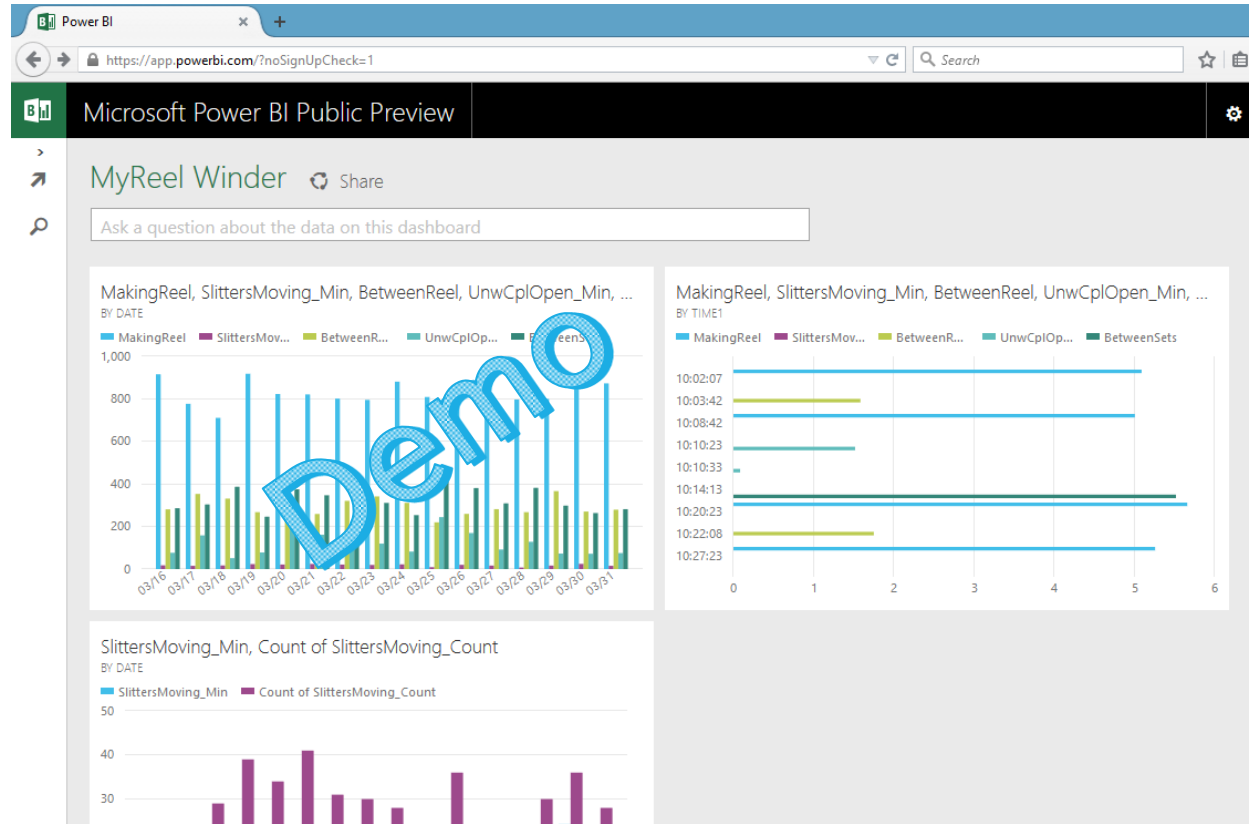 Power BI
https://app.powerbi.com/?noSignUpCheck=1
Search
Microsoft Power BI Public Preview
MyReel Winder Share
Ask a question about the data on this dashboard
MakingReel, SlittersMoving_Min, BetweenReel, UnwCplOpen_Min, ...
BY DATE
MakingReel SlittersMov... BetweenR... UnwCplOp...
1,000
800
600
400
200
0
03/16 03/17 03/18 03/19 03/20 03/21 03/22 03/23 03/24 03/25 03/26 03/27 03/28 03/29 03/30 03/31
Demo
MakingReel, SlittersMoving_Min, BetweenReel, UnwCplOpen_Min, ...
BY TIME1
MakingReel SlittersMov... BetweenR... UnwCplOp... BetweenSets
10:02:07
10:03:42
10:08:42
10:10:23
10:10:33
10:14:13
10:20:23
10:22:08
10:27:23
0 1 2 3 4 5 6
SlittersMoving_Min, Count of SlittersMoving_Count
BY DATE
SlittersMoving_Min Count of SlittersMoving_Count
50
40
30